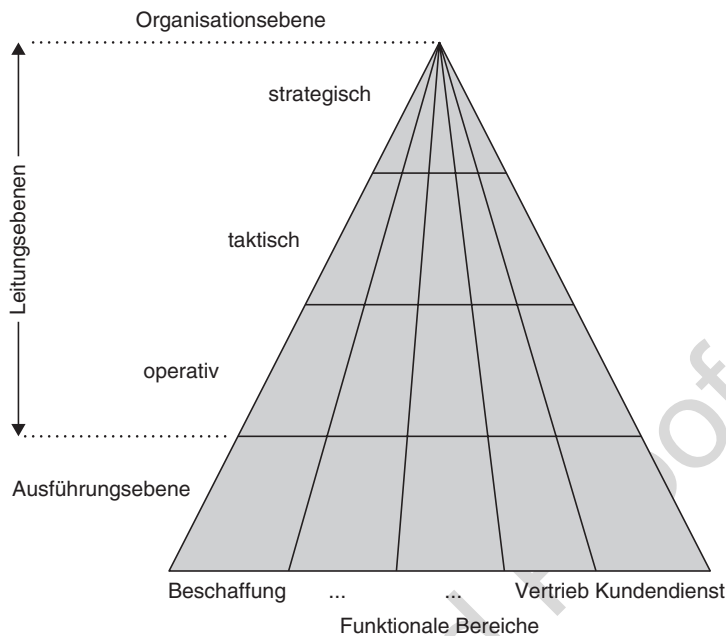 Organisationsebene
strategisch
Leitungsebenen
taktisch
operativ
Ausführungsebene
Beschaffung ... ... Vertrieb Kundendienst
Funktionale Bereiche